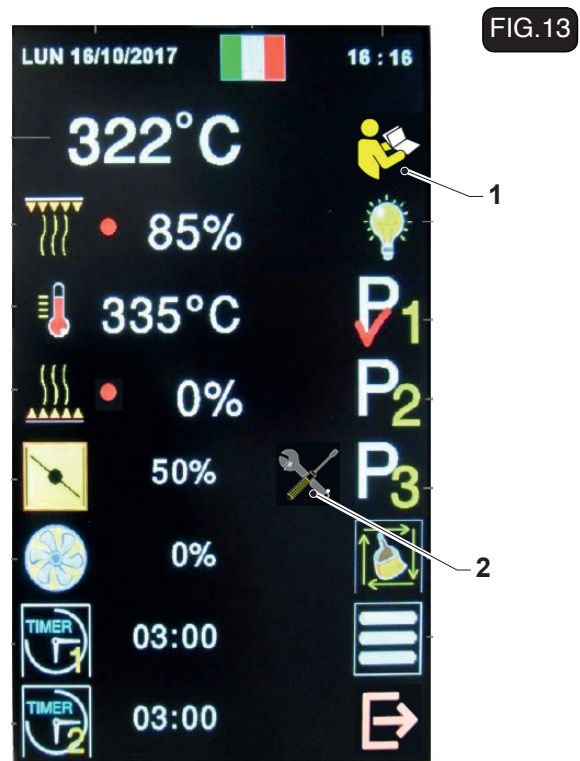 FIG.13
LUN 16/10/2017 16 : 16
322°C
1
85%
335°C P1
0% P2
50% P3
0%
2
TIMER 1 03:00
TIMER 2 03:00